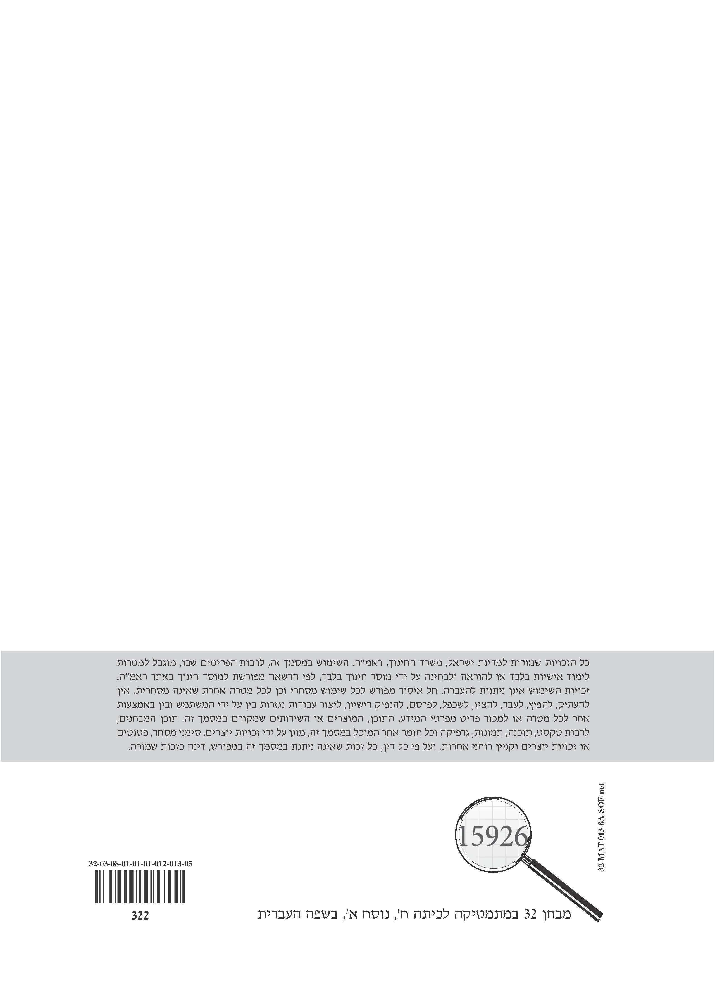 כל הזכויות שמורות למדינת ישראל, משרד החינוך, ראמ"ה. השימוש במסמך זה, לרבות הפריטים שבו, מוגבל למטרות
לימוד אישיות בלבד או להוראה ולבחינה על ידי מוסד חינוך בלבד, לפי הרשאה מפורשת למוסד חינוך באתר ראמ"ה.
זכויות השימוש אינן ניתנות להעברה. חל איסור מפורש לכל שימוש מסחרי וכן לכל מטרה אחרת שאינה מסחרית. אין
להעתיק, להפיץ, לעבד, להציג, לשכפל, לפרסם, להנפיק רישיון, ליצור עבודות נגזרות בין על ידי המשתמש ובין באמצעות
אחר לכל מטרה או למכור פריט מפרטי המידע, התוכן, המוצרים או השירותים שמקורם במסמך זה. תוכן המבחנים,
לרבות טקסט, תוכנה, תמונות, גרפיקה וכל חומר אחר המוכל במסמך זה, מוגן על ידי זכויות יוצרים, סימני מסחר, פטנטים
או זכויות יוצרים וקניין רוחני אחרות, ועל פי כל דין; כל זכות שאינה ניתנת במסמך זה במפורש, דינה כזכות שמורה.
32-MAT-013-8A-SOF-net
15926
32-03-08-01-01-01-012-013-05
מבחן 32 במתמטיקה לכיתה ח', נוסח א', בשפה העברית
322